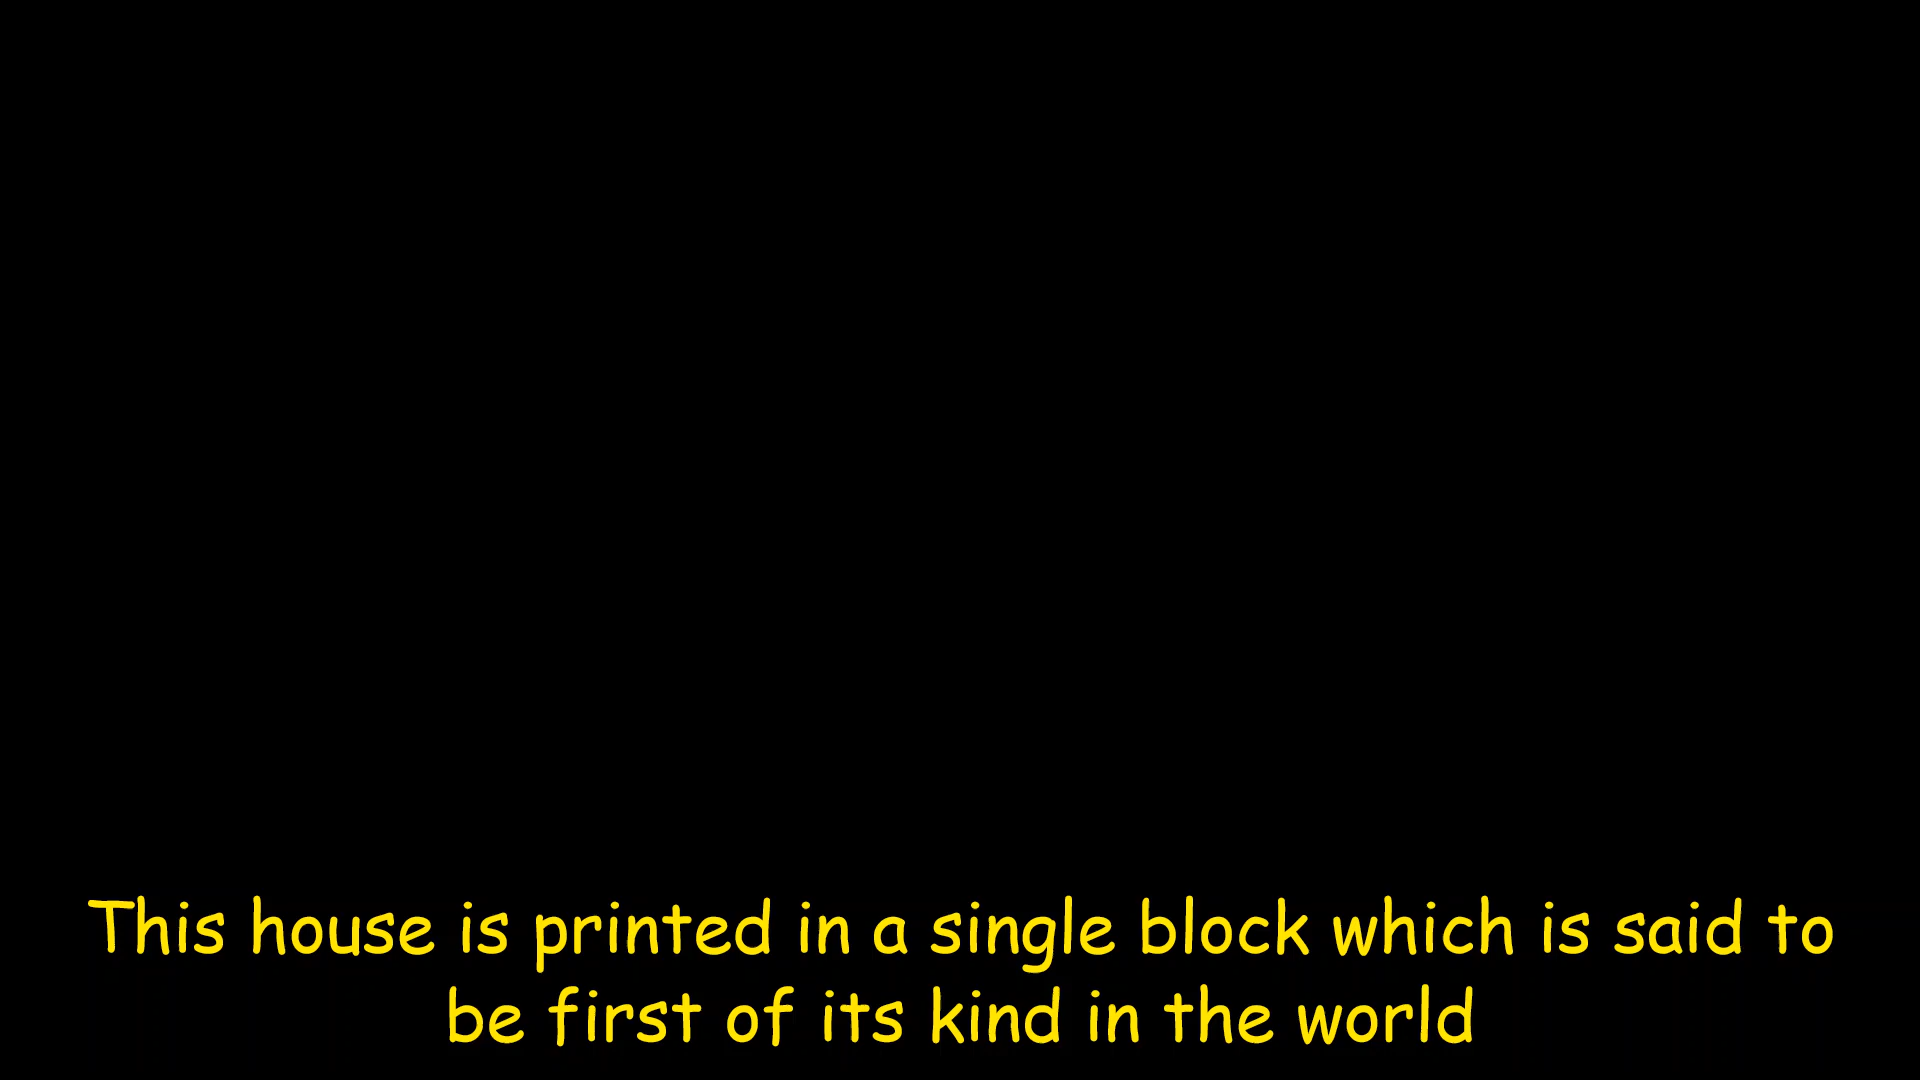 This house is printed in a single block which is said to
be first of its kind in the world